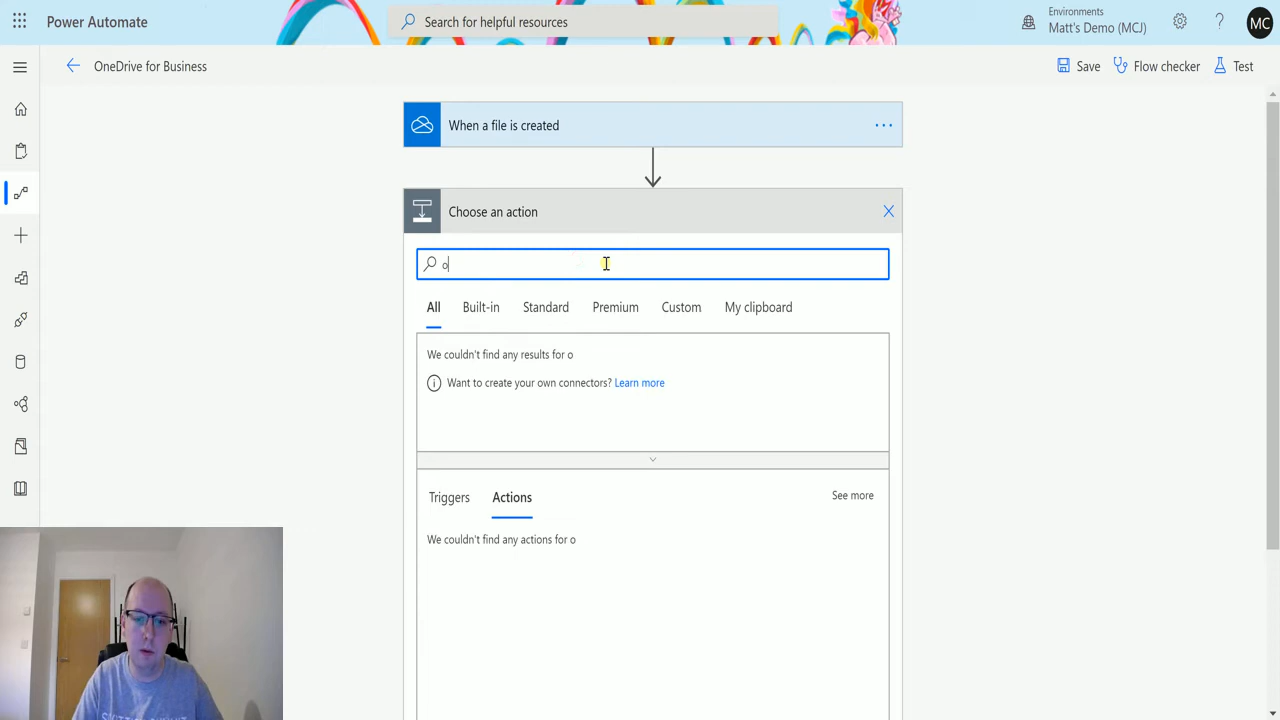 Power Automate
Search for helpful resources
Environments
Matt's Demo (MCJ)
MC
OneDrive for Business
Save
Flow checker
Test
When a file is created
Choose an action
o
All
Built-in
Standard
Premium
Custom
My clipboard
We couldn't find any results for o
Want to create your own connectors? Learn more
Triggers
Actions
See more
We couldn't find any actions for o